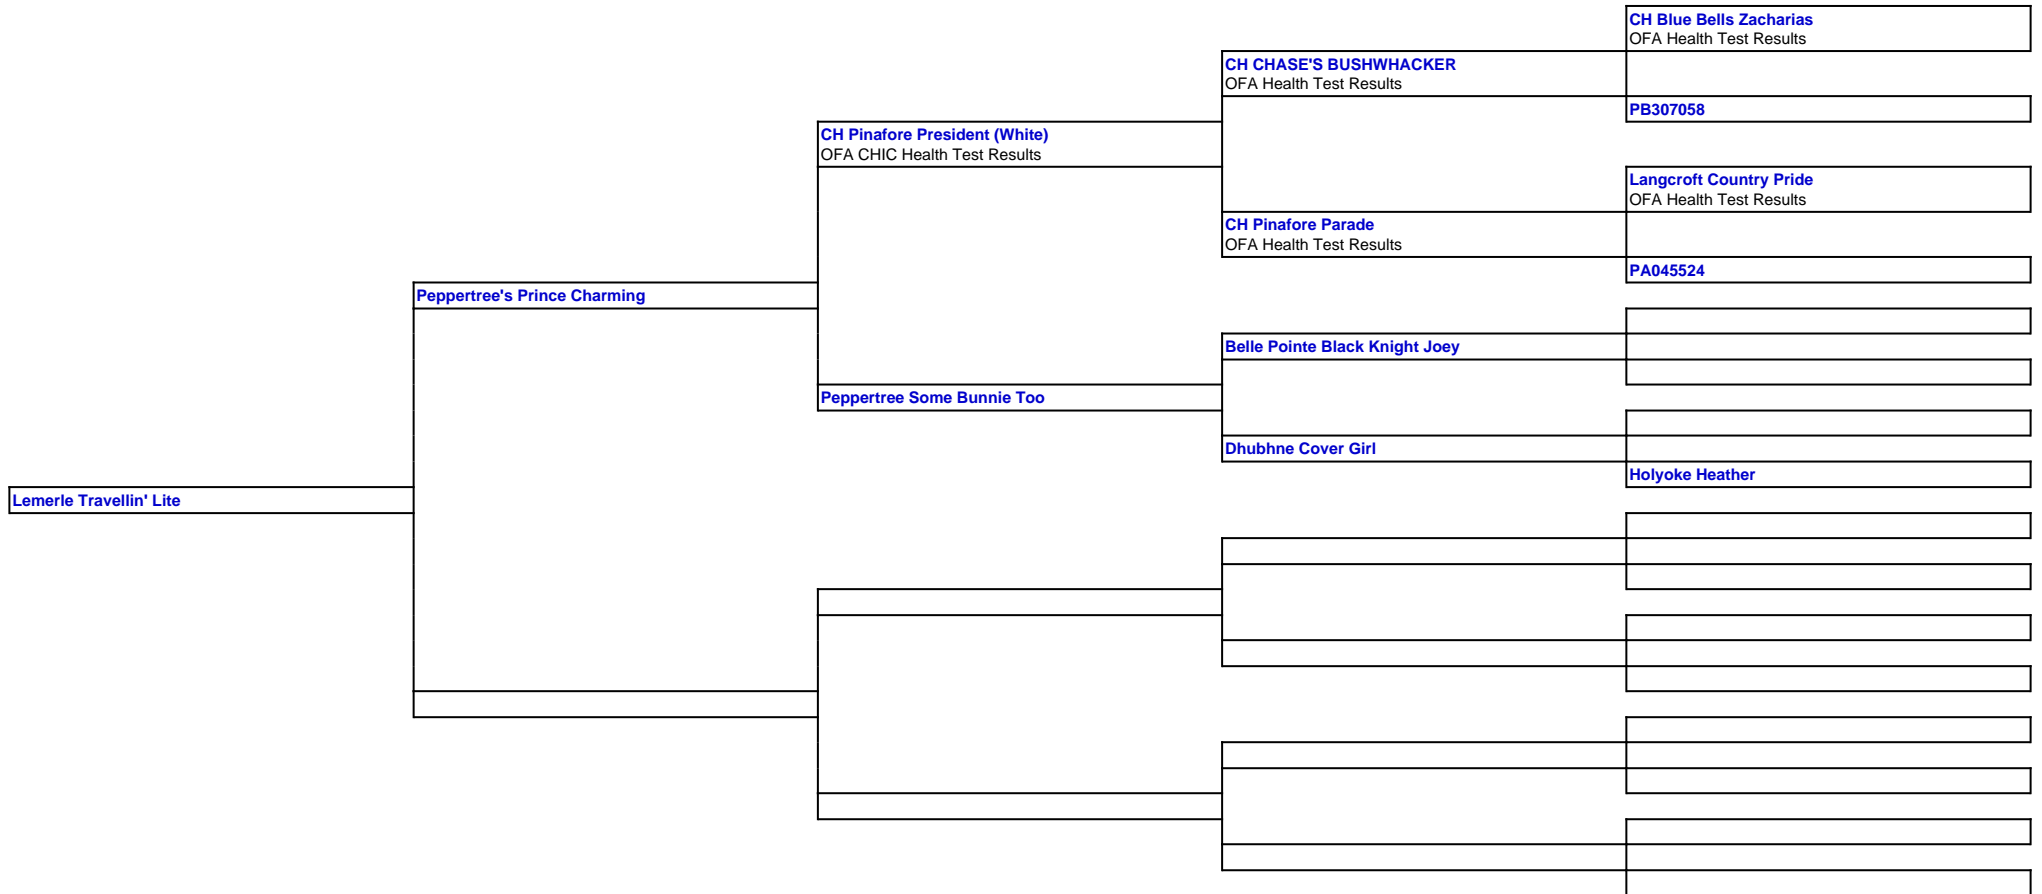 CH Blue Bells Zacharias
OFA Health Test Results
CH CHASE'S BUSHWHACKER
OFA Health Test Results
PB307058
CH Pinafore President (White)
OFA CHIC Health Test Results
Langcroft Country Pride
OFA Health Test Results
CH Pinafore Parade
OFA Health Test Results
PA045524
Peppertree's Prince Charming
Belle Pointe Black Knight Joey
Peppertree Some Bunnie Too
Dhubhne Cover Girl
Holyoke Heather
Lemerle Travellin' Lite